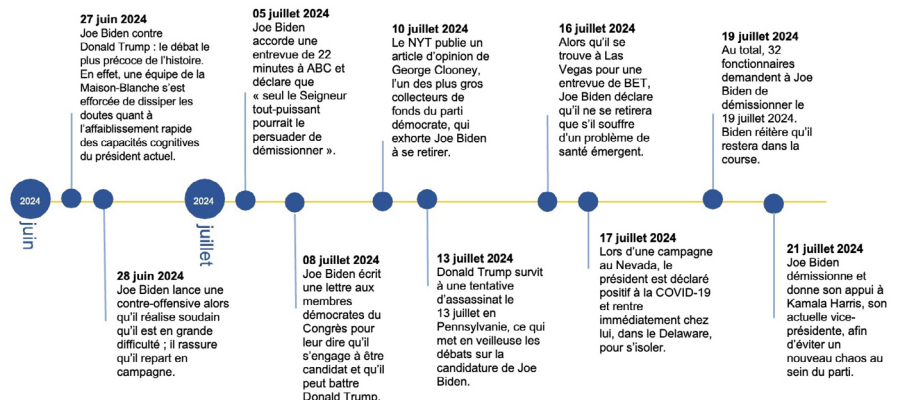 27 juin 2024
Joe Biden contre
Donald Trump : le débat le
plus précoce de l'histoire.
En effet, une équipe de la
Maison-Blanche s'est
efforcée de dissiper les
doutes quant à
l'affaiblissement rapide
des capacités cognitives
du président actuel.
05 juillet 2024
Joe Biden
accorde une
entrevue de 22
minutes à ABC et
déclare que
« seul le Seigneur
tout-puissant
pourrait le
persuader de
démissionner ».
10 juillet 2024
Le NYT publie un
article d'opinion de
George Clooney,
l'un des plus gros
collecteurs de
fonds du parti
démocrate, qui
exhorte Joe Biden
à se retirer.
16 juillet 2024
Alors qu'il se
trouve à Las
Vegas pour une
entrevue de BET,
Joe Biden déclare
qu'il ne se retirera
que s'il souffre
d'un problème de
santé émergent.
19 juillet 2024
Au total, 32
fonctionnaires
demandent à Joe
Biden de
démissionner le
19 juillet 2024.
Biden réitère qu'il
restera dans la
course.
2024
juin
2024
juillet
28 juin 2024
Joe Biden lance une
contre-offensive alors
qu'il réalise soudain
qu'il est en grande
difficulté ; il rassure
qu'il repart en
campagne.
08 juillet 2024
Joe Biden écrit
une lettre aux
membres
démocrates du
Congrès pour
leur dire qu'il
s'engage à être
candidat et qu'il
peut battre
Donald Trump.
13 juillet 2024
Donald Trump survit
à une tentative
d'assassinat le
13 juillet en
Pennsylvanie, ce qui
met en veilleuse les
débats sur la
candidature de Joe
Biden.
17 juillet 2024
Lors d'une campagne
au Nevada, le
président est déclaré
positif à la COVID-19
et rentre
immédiatement chez
lui, dans le Delaware,
pour s'isoler.
21 juillet 2024
Joe Biden
démissionne et
donne son appui à
Kamala Harris, son
actuelle vice-
présidente, afin
d'éviter un
nouveau chaos au
sein du parti.